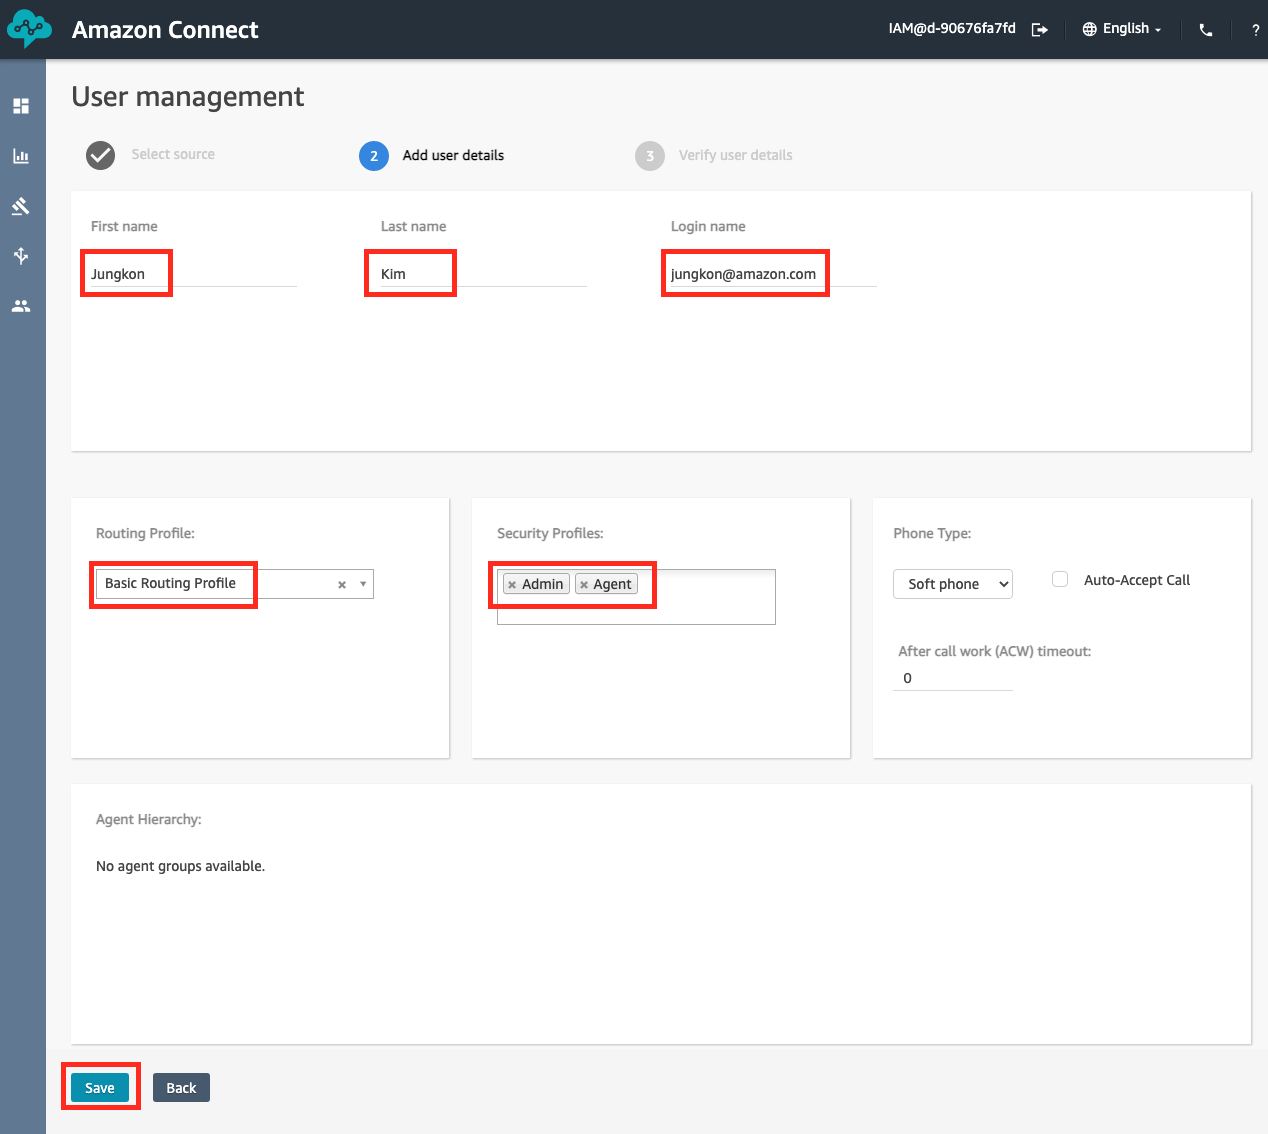 Amazon Connect
IAM@d-90676fa7fd
English
?
User management
Select source
2 Add user details
3 Verify user details
First name
Last name
Login name
Jungkon
Kim
jungkon@amazon.com
Routing Profile:
Security Profiles:
Phone Type:
Basic Routing Profile
× Admin
× Agent
Soft phone
Auto-Accept Call
After call work (ACW) timeout:
0
Agent Hierarchy:
No agent groups available.
Save
Back